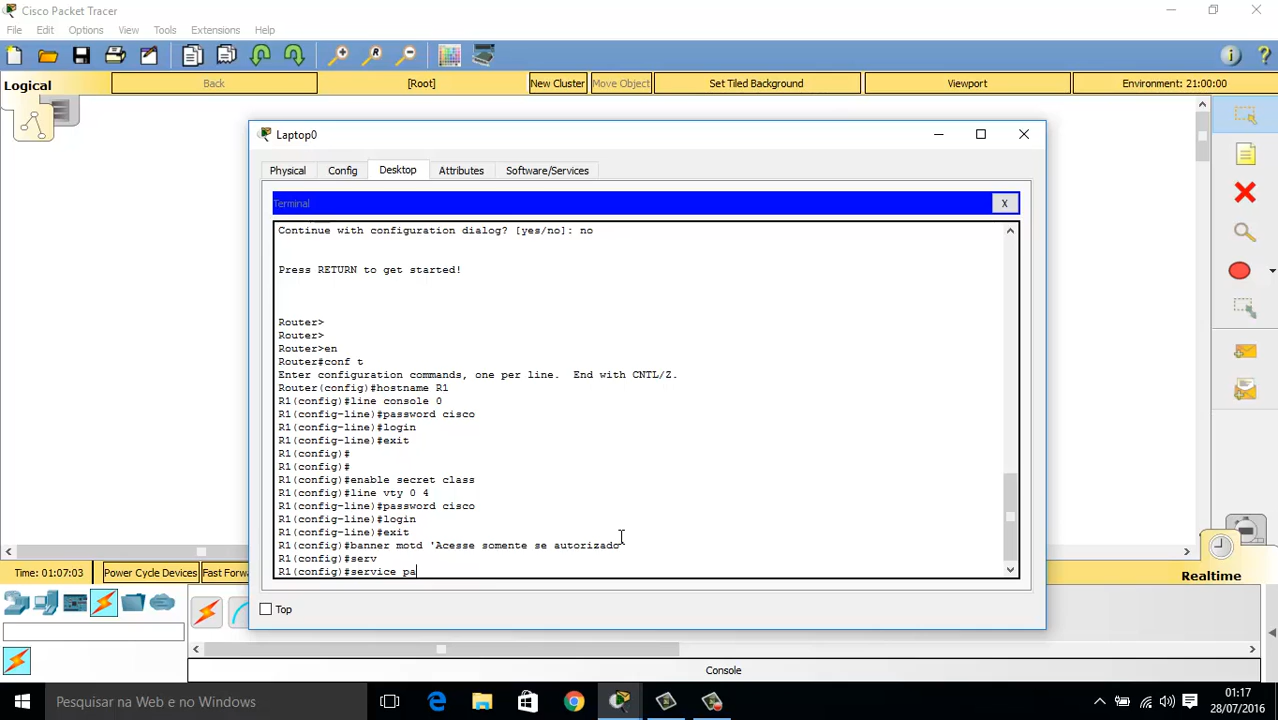 Cisco Packet Tracer
File Edit Options View Tools Extensions Help
Logical Back [Root] New Cluster Move Object Set Tiled Background Viewport Environment: 21:00:00
Laptop0
Physical Config Desktop Attributes Software/Services
Terminal X
Continue with configuration dialog? [yes/no]: no
Press RETURN to get started!
Router>
Router>
Router>en
Router#conf t
Enter configuration commands, one per line.  End with CNTL/Z.
Router(config)#hostname R1
R1(config)#line console 0
R1(config-line)#password cisco
R1(config-line)#login
R1(config-line)#exit
R1(config)#
R1(config)#
R1(config)#enable secret class
R1(config)#line vty 0 4
R1(config-line)#password cisco
R1(config-line)#login
R1(config-line)#exit
R1(config)#banner motd 'Acesse somente se autorizado'
R1(config)#serv
R1(config)#service pa
Time: 01:07:03 Power Cycle Devices Fast Forw Realtime
Top
Console
Pesquisar na Web e no Windows
01:17
28/07/2016